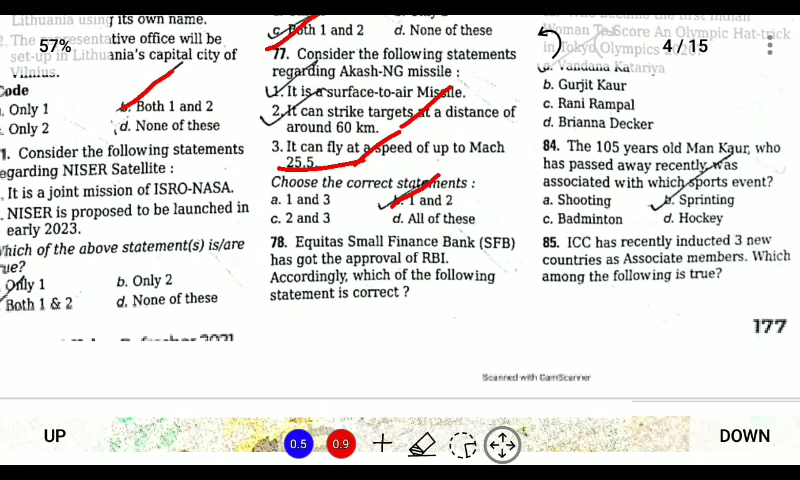 57%
4 / 15
Lithuania using its own name.
2. The representative office will be
set-up in Lithuania's capital city of
Vilnius.
Code
. Only 1
b. Both 1 and 2
. Only 2
d. None of these
1. Consider the following statements
egarding NISER Satellite :
. It is a joint mission of ISRO-NASA.
. NISER is proposed to be launched in
early 2023.
Which of the above statement(s) is/are
rue?
Only 1
b. Only 2
Both 1 & 2
d. None of these
c. Both 1 and 2
d. None of these
77. Consider the following statements
regarding Akash-NG missile :
1. It is a surface-to-air Missile.
2. It can strike targets at a distance of
around 60 km.
3. It can fly at a speed of up to Mach
25.5.
Choose the correct statements :
a. 1 and 3
b. 1 and 2
c. 2 and 3
d. All of these
78. Equitas Small Finance Bank (SFB)
has got the approval of RBI.
Accordingly, which of the following
statement is correct ?
Woman To Score An Olympic Hat-trick
in Tokyo Olympics
a. Vandana Katariya
b. Gurjit Kaur
c. Rani Rampal
d. Brianna Decker
84. The 105 years old Man Kaur, who
has passed away recently, was
associated with which sports event?
a. Shooting
b. Sprinting
c. Badminton
d. Hockey
85. ICC has recently inducted 3 new
countries as Associate members. Which
among the following is true?
177
Scanned with CamScanner
UP
0.5
0.9
DOWN